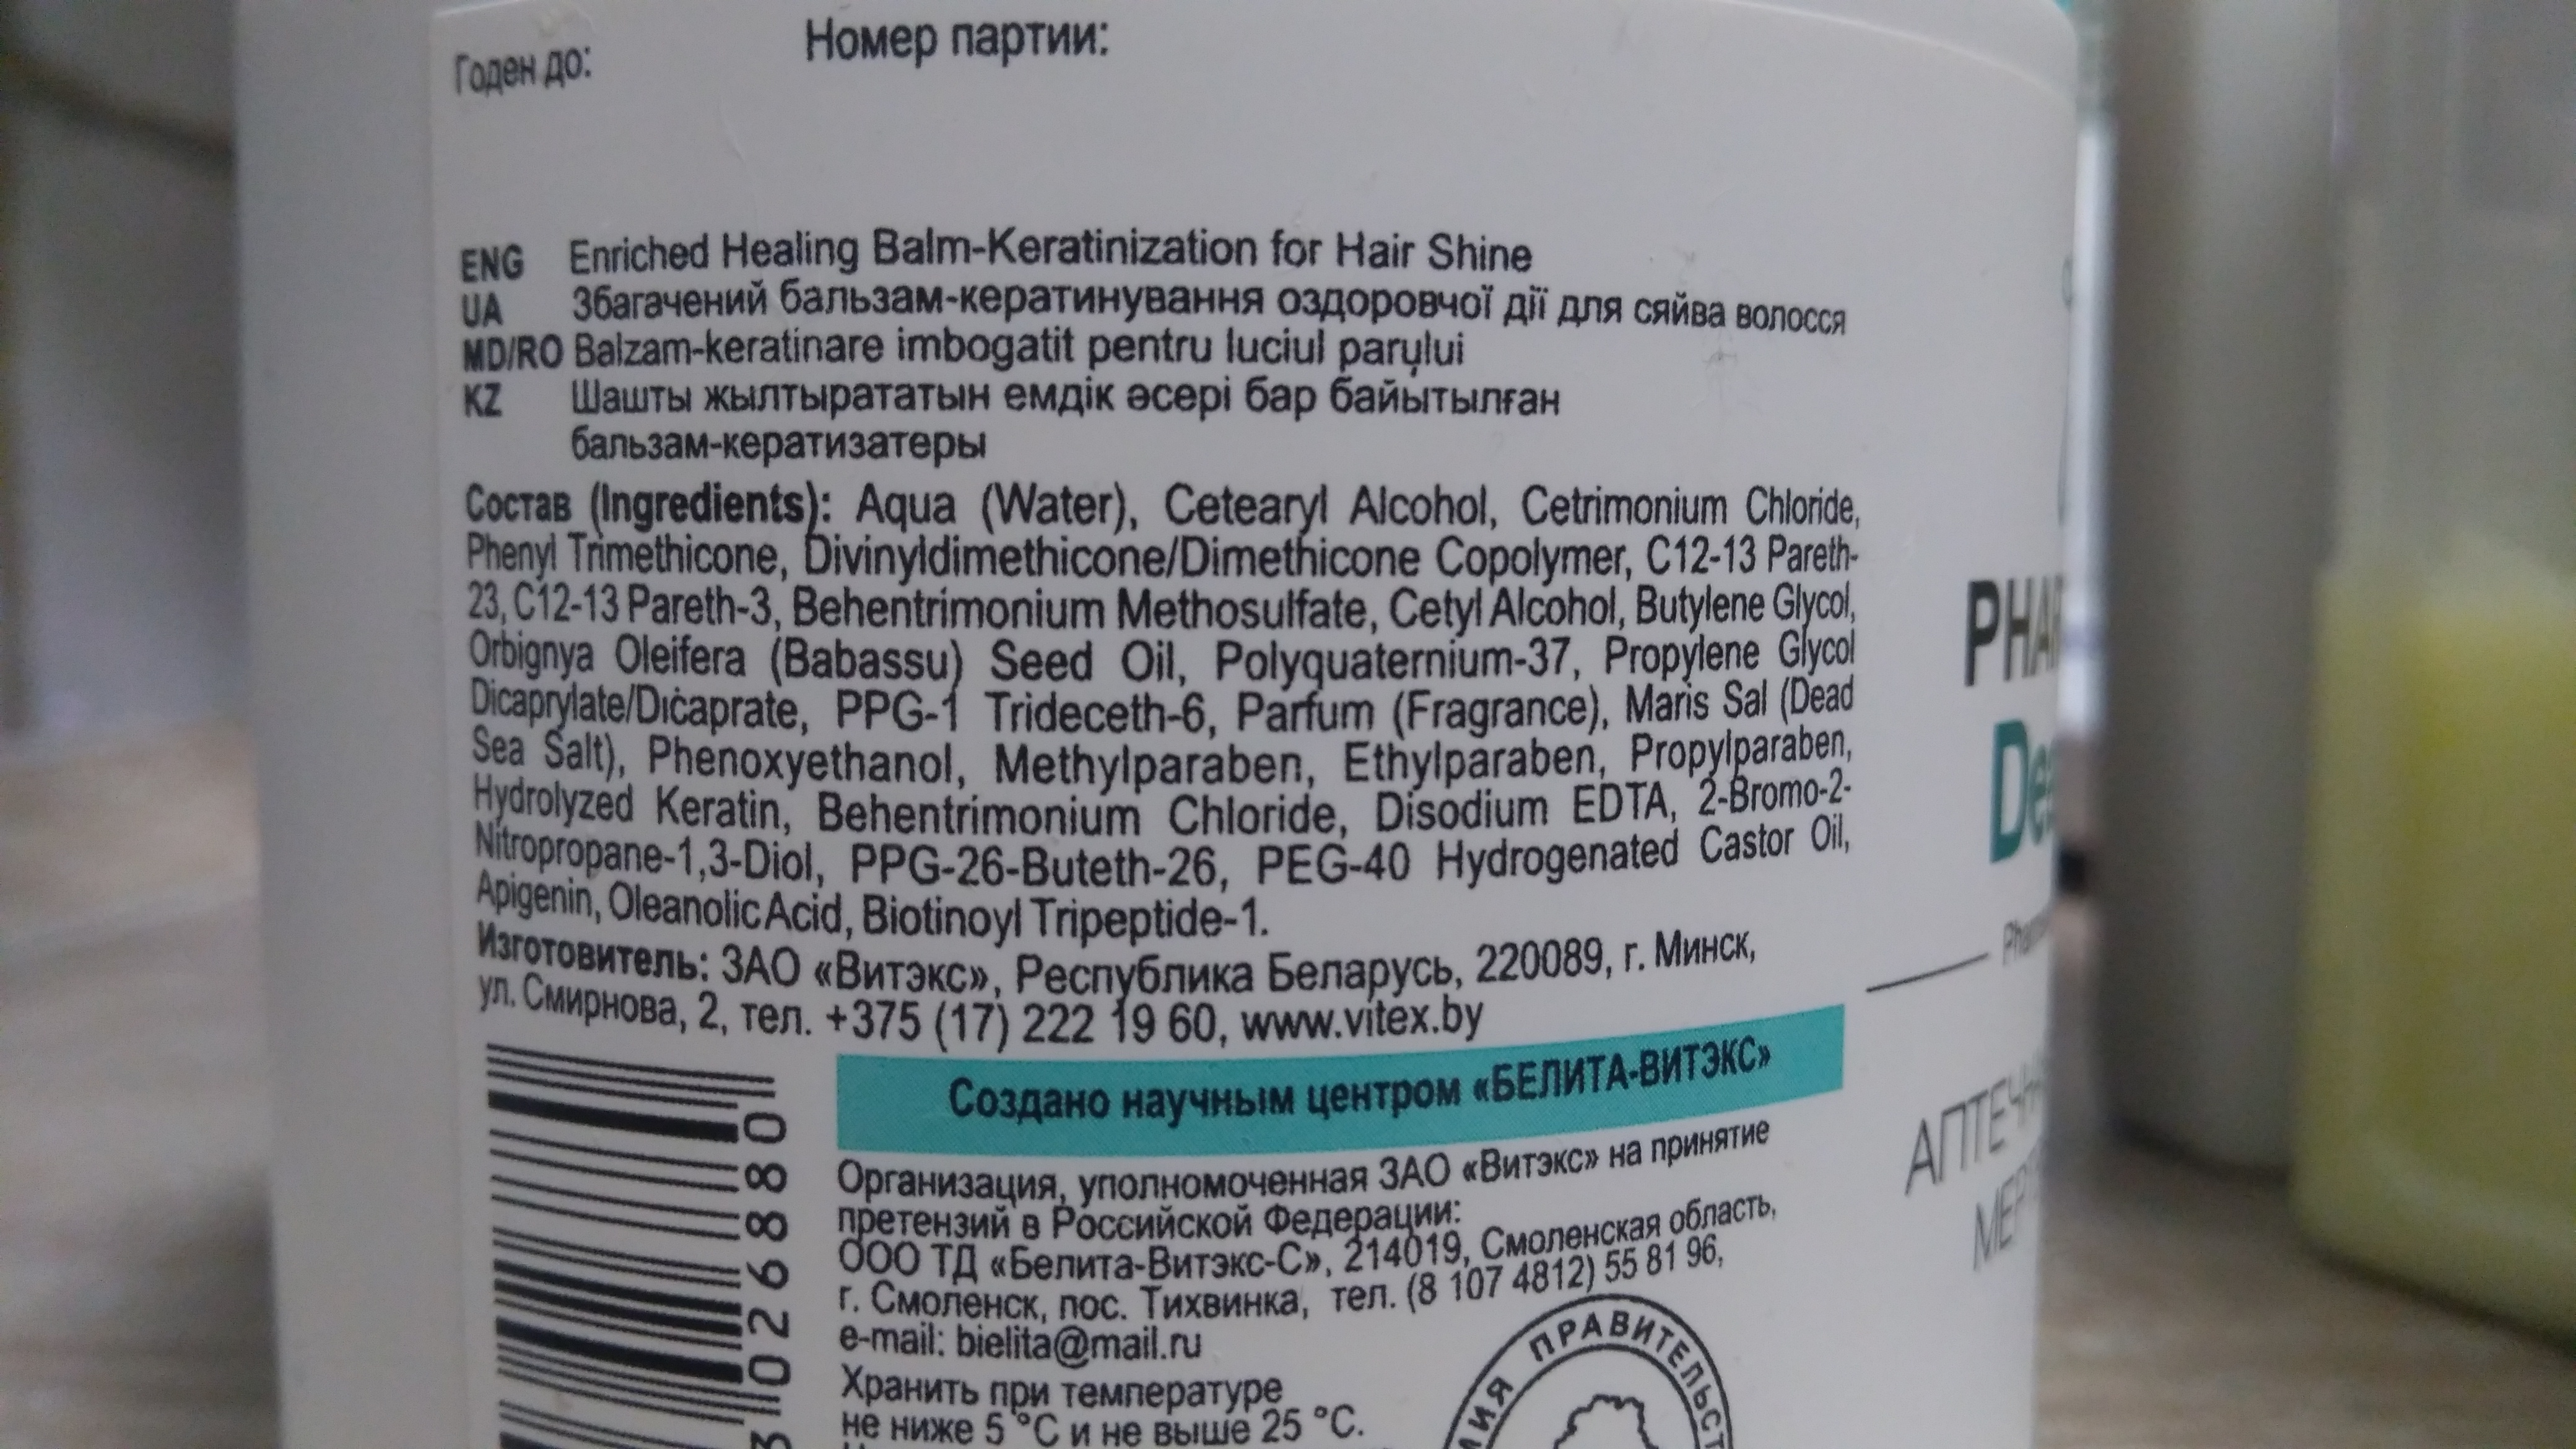 Годен до:
Номер партии:
ENG Enriched Healing Balm-Keratinization for Hair Shine
UA Збагачений бальзам-кератинування оздоровчої дії для сяйва волосся
MD/RO Balzam-keratinare imbogatit pentru luciul parului
KZ Шашты жылтырататын емдік әсері бар байытылған
бальзам-кератизатеры
Состав (Ingredients): Aqua (Water), Cetearyl Alcohol, Cetrimonium Chloride,
Phenyl Trimethicone, Divinyldimethicone/Dimethicone Copolymer, C12-13 Pareth-
23, C12-13 Pareth-3, Behentrimonium Methosulfate, Cetyl Alcohol, Butylene Glycol,
Orbignya Oleifera (Babassu) Seed Oil, Polyquaternium-37, Propylene Glycol
Dicaprylate/Dicaprate, PPG-1 Trideceth-6, Parfum (Fragrance), Maris Sal (Dead
Sea Salt), Phenoxyethanol, Methylparaben, Ethylparaben, Propylparaben,
Hydrolyzed Keratin, Behentrimonium Chloride, Disodium EDTA, 2-Bromo-2-
Nitropropane-1,3-Diol, PPG-26-Buteth-26, PEG-40 Hydrogenated Castor Oil,
Apigenin, Oleanolic Acid, Biotinoyl Tripeptide-1.
Изготовитель: ЗАО «Витэкс», Республика Беларусь, 220089, г. Минск,
ул. Смирнова, 2, тел. +375 (17) 222 19 60, www.vitex.by
Создано научным центром «БЕЛИТА-ВИТЭКС»
Организация, уполномоченная ЗАО «Витэкс» на принятие
претензий в Российской Федерации:
ООО ТД «Белита-Витэкс-С», 214019, Смоленская область,
г. Смоленск, пос. Тихвинка, тел. (8 107 4812) 55 81 96,
e-mail: bielita@mail.ru
Хранить при температуре
не ниже 5 °C и не выше 25 °C.
026880